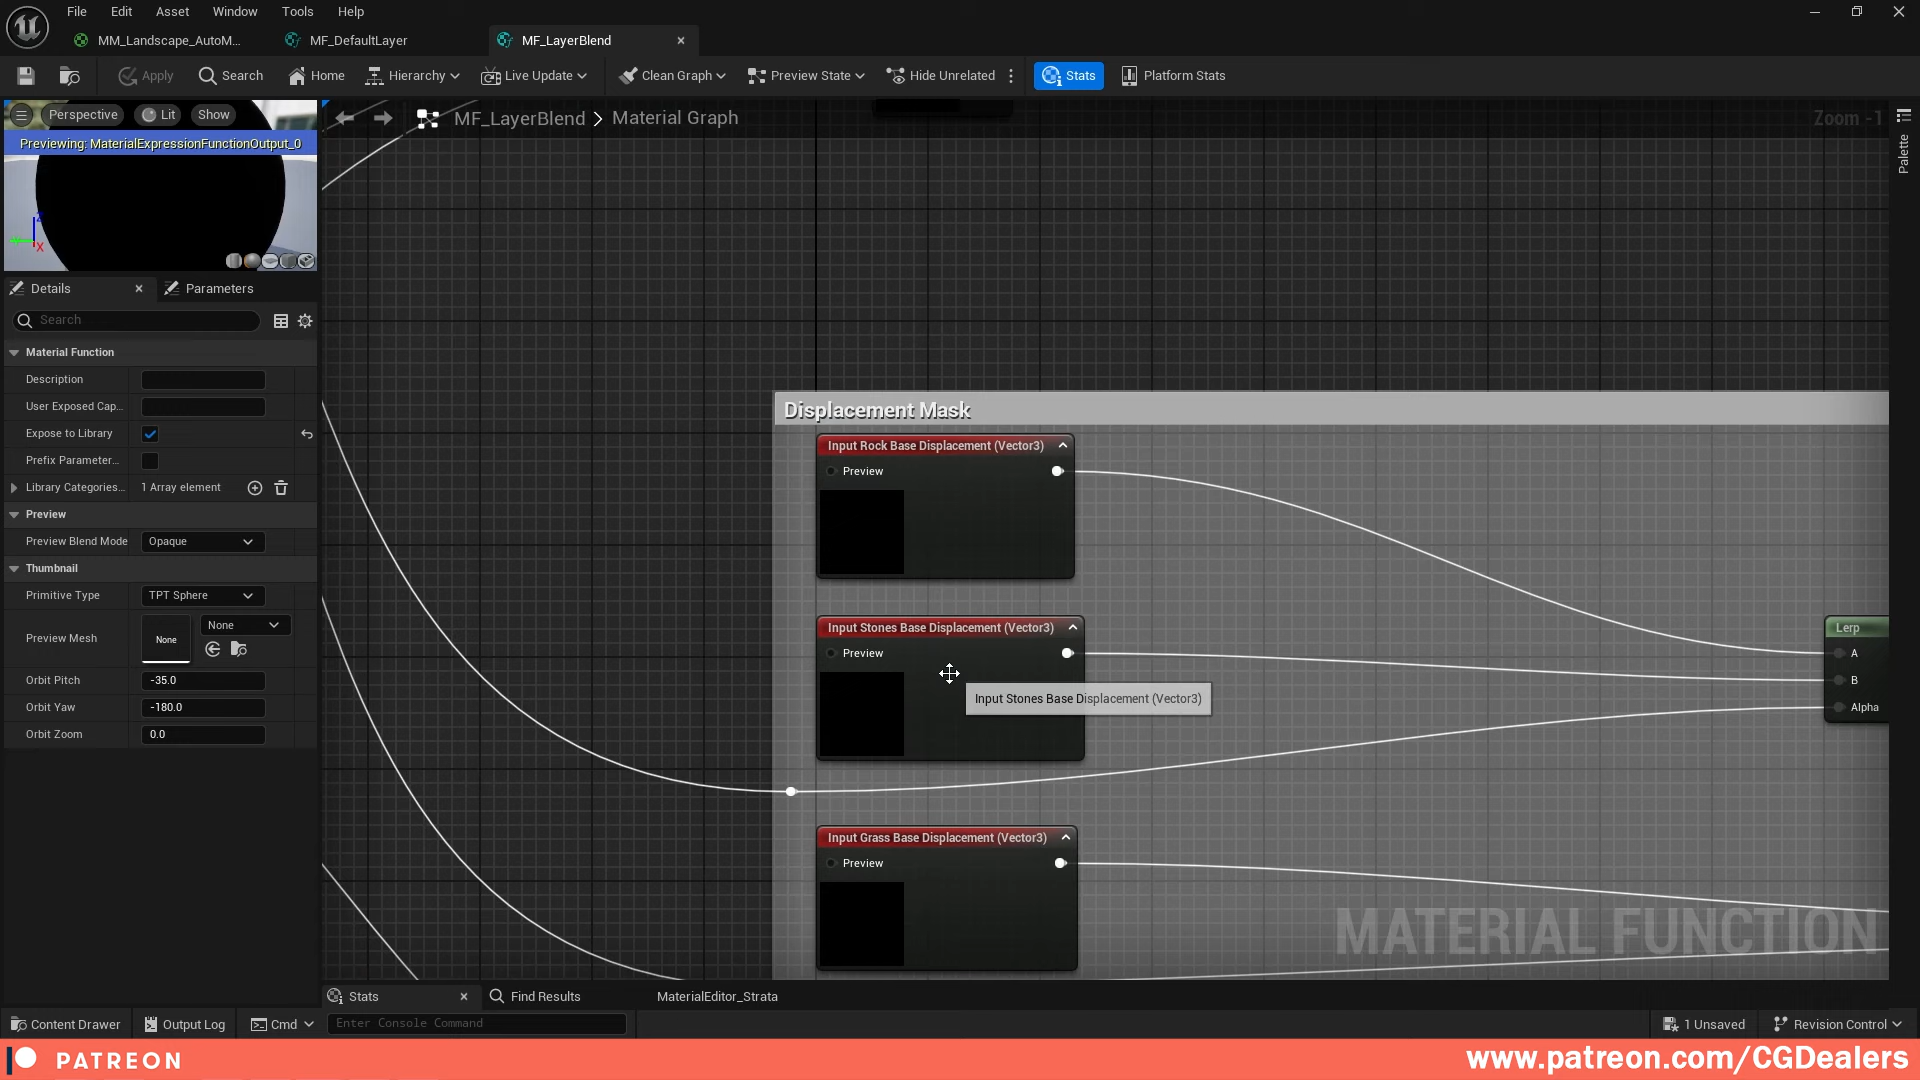 File Edit Asset Window Tools Help
MM_Landscape_AutoM... MF_DefaultLayer MF_LayerBlend
Apply Search Home Hierarchy Live Update Clean Graph Preview State Hide Unrelated Stats Platform Stats
Perspective Lit Show
MF_LayerBlend > Material Graph
Zoom -1
Previewing: MaterialExpressionFunctionOutput_0
Palette
Z
Y
X
Details Parameters
Search
Material Function
Description
User Exposed Cap...
Expose to Library
Prefix Parameter...
Library Categories... 1 Array element
Preview
Preview Blend Mode Opaque
Thumbnail
Primitive Type TPT Sphere
Preview Mesh None None
Orbit Pitch -35.0
Orbit Yaw -180.0
Orbit Zoom 0.0
Displacement Mask
Input Rock Base Displacement (Vector3)
Preview
Input Stones Base Displacement (Vector3)
Preview
Input Stones Base Displacement (Vector3)
Lerp
A
B
Alpha
Input Grass Base Displacement (Vector3)
Preview
MATERIAL FUNCTION
Stats Find Results MaterialEditor_Strata
Content Drawer Output Log Cmd Enter Console Command 1 Unsaved Revision Control
PATREON www.patreon.com/CGDealers